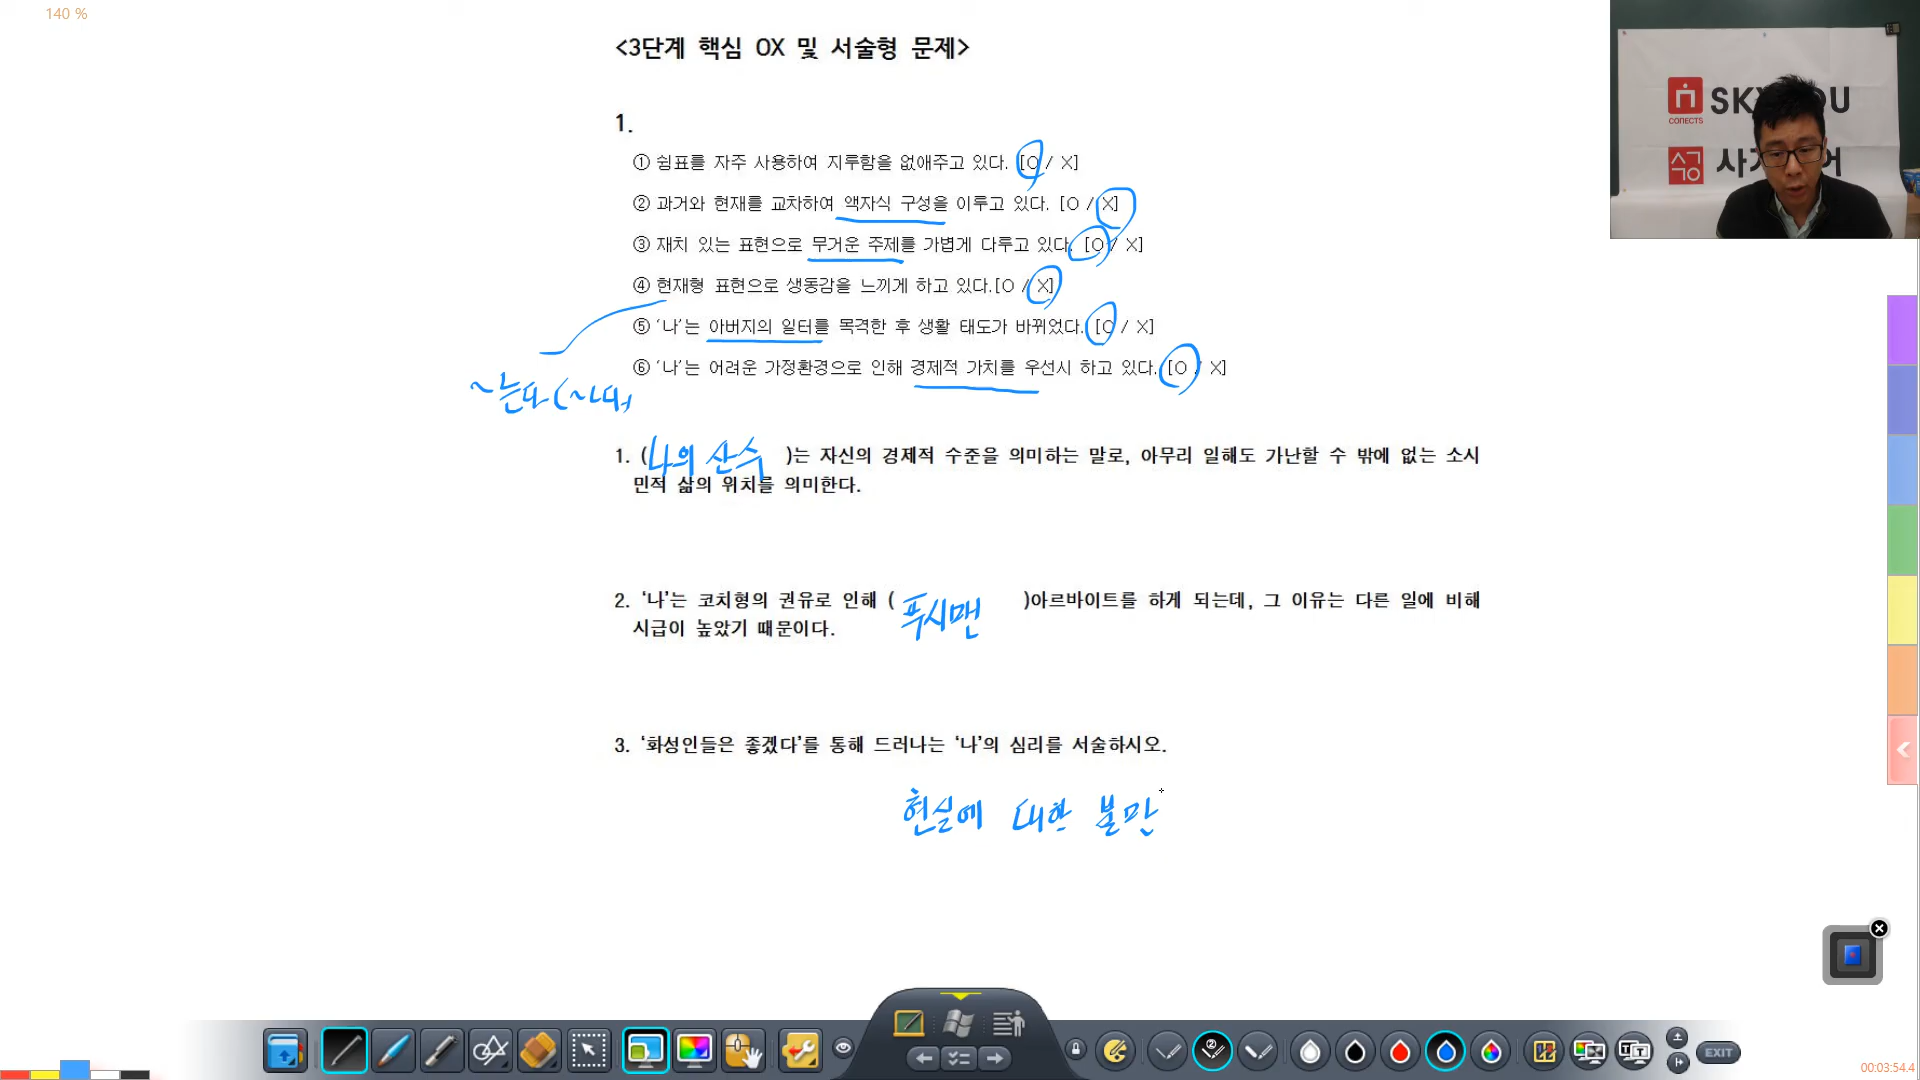 140 %
<3단계 핵심 OX 및 서술형 문제>
1.
① 쉼표를 자주 사용하여 지루함을 없애주고 있다. [O / X]
② 과거와 현재를 교차하여 액자식 구성을 이루고 있다. [O / X]
③ 재치 있는 표현으로 무거운 주제를 가볍게 다루고 있다. [O / X]
④ 현재형 표현으로 생동감을 느끼게 하고 있다.[O / X]
⑤ '나'는 아버지의 일터를 목격한 후 생활 태도가 바뀌었다. [O / X]
⑥ '나'는 어려운 가정환경으로 인해 경제적 가치를 우선시 하고 있다. [O / X]
~는다(~ㄴ다)
1. (나의 산수)는 자신의 경제적 수준을 의미하는 말로, 아무리 일해도 가난할 수 밖에 없는 소시
민적 삶의 위치를 의미한다.
2. '나'는 코치형의 권유로 인해 (푸시맨)아르바이트를 하게 되는데, 그 이유는 다른 일에 비해
시급이 높았기 때문이다.
3. '화성인들은 좋겠다'를 통해 드러나는 '나'의 심리를 서술하시오.
현실에 대한 불만
CONECTS
EXIT
00:03:54.4